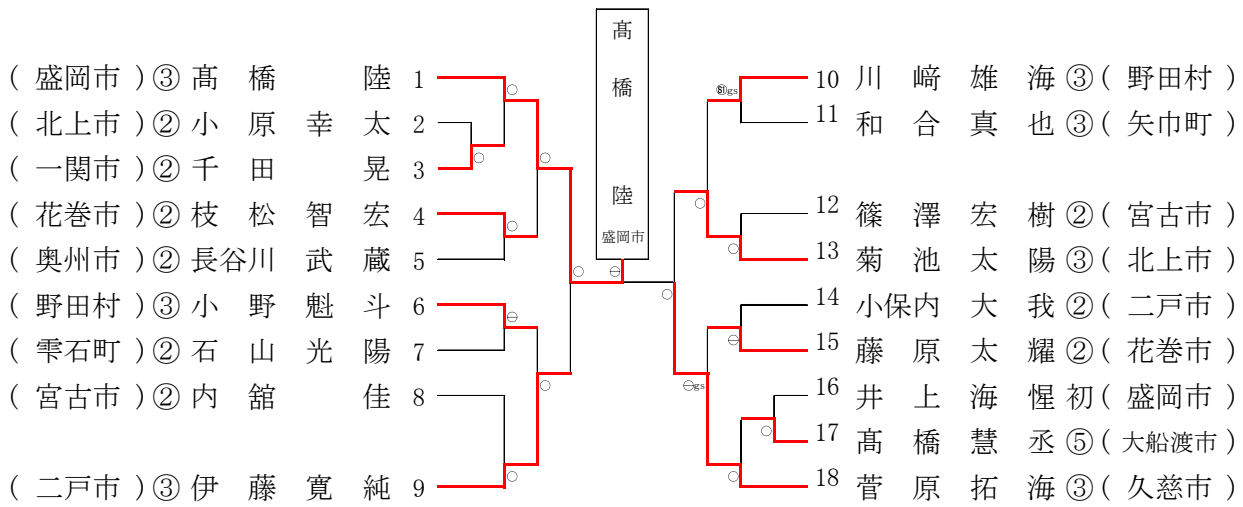 髙橋陸
盛岡市
( 盛岡市 ) ③ 髙橋 陸 1
( 北上市 ) ② 小原幸太 2
( 一関市 ) ② 千田 晃 3
( 花巻市 ) ② 枝松智宏 4
( 奥州市 ) ② 長谷川武蔵 5
( 野田村 ) ③ 小野魁斗 6
( 雫石町 ) ② 石山光陽 7
( 宮古市 ) ② 内舘 佳 8
( 二戸市 ) ③ 伊藤寛純 9
10 川﨑雄海 ③ ( 野田村 )
11 和合真也 ③ ( 矢巾町 )
12 篠澤宏樹 ② ( 宮古市 )
13 菊池太陽 ③ ( 北上市 )
14 小保内大我 ② ( 二戸市 )
15 藤原太耀 ② ( 花巻市 )
16 井上海惺 初 ( 盛岡市 )
17 髙橋慧丞 ⑤ ( 大船渡市 )
18 菅原拓海 ③ ( 久慈市 )
gs
gs